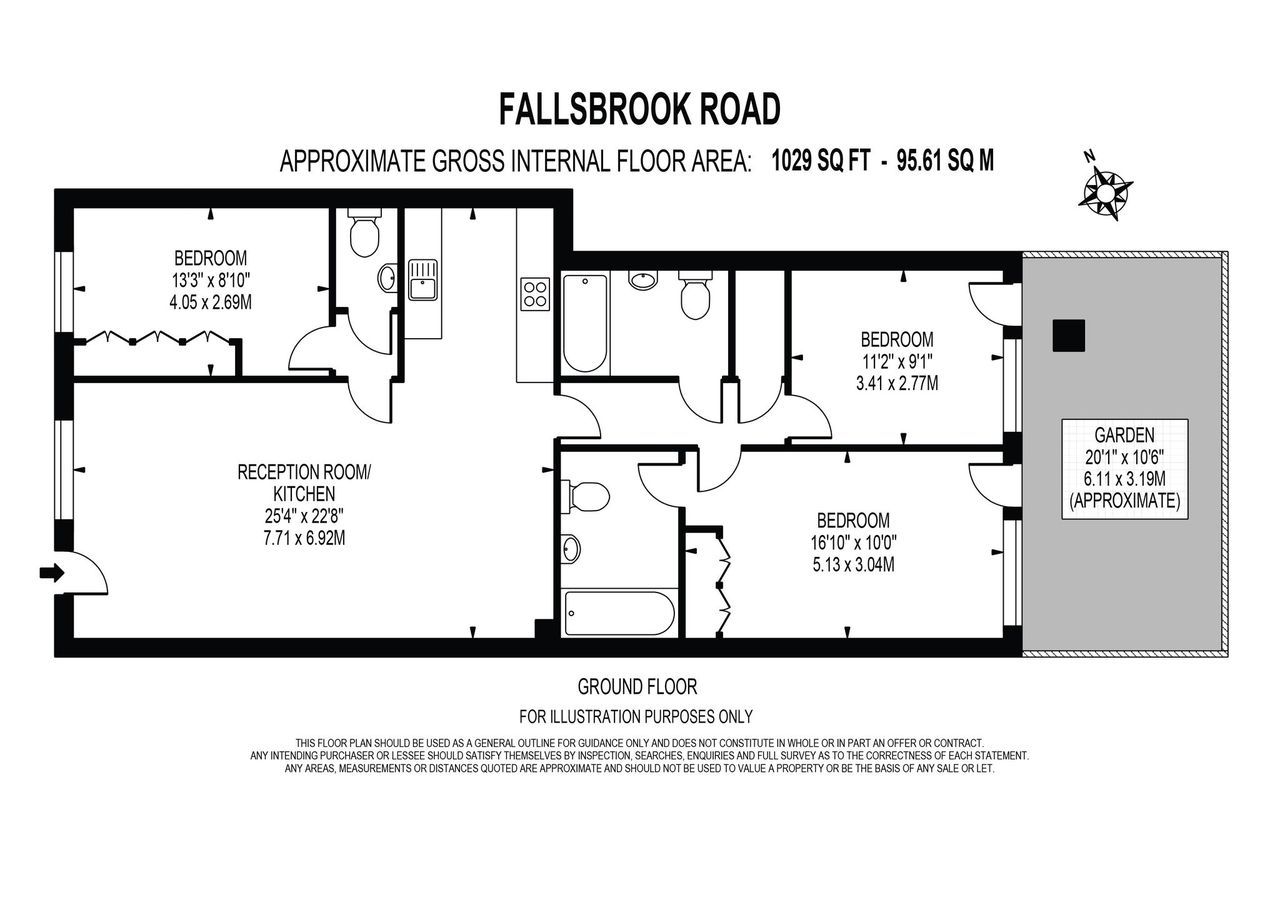 FALLSBROOK ROAD
APPROXIMATE GROSS INTERNAL FLOOR AREA: 1029 SQ FT - 95.61 SQ M
N
BEDROOM
13'3" x 8'10"
4.05 x 2.69M
BEDROOM
11'2" x 9'1"
3.41 x 2.77M
GARDEN
20'1" x 10'6"
6.11 x 3.19M
(APPROXIMATE)
RECEPTION ROOM/
KITCHEN
25'4" x 22'8"
7.71 x 6.92M
BEDROOM
16'10" x 10'0"
5.13 x 3.04M
GROUND FLOOR
FOR ILLUSTRATION PURPOSES ONLY
THIS FLOOR PLAN SHOULD BE USED AS A GENERAL OUTLINE FOR GUIDANCE ONLY AND DOES NOT CONSTITUTE IN WHOLE OR IN PART AN OFFER OR CONTRACT.
ANY INTENDING PURCHASER OR LESSEE SHOULD SATISFY THEMSELVES BY INSPECTION, SEARCHES, ENQUIRIES AND FULL SURVEY AS TO THE CORRECTNESS OF EACH STATEMENT.
ANY AREAS, MEASUREMENTS OR DISTANCES QUOTED ARE APPROXIMATE AND SHOULD NOT BE USED TO VALUE A PROPERTY OR BE THE BASIS OF ANY SALE OR LET.